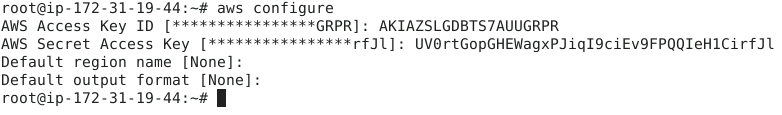 root@ip-172-31-19-44:~# aws configure
AWS Access Key ID [****************GRPR]: AKIAZSLGDBTS7AUUGRPR
AWS Secret Access Key [****************rfJl]: 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
Default region name [None]:
Default output format [None]:
root@ip-172-31-19-44:~#